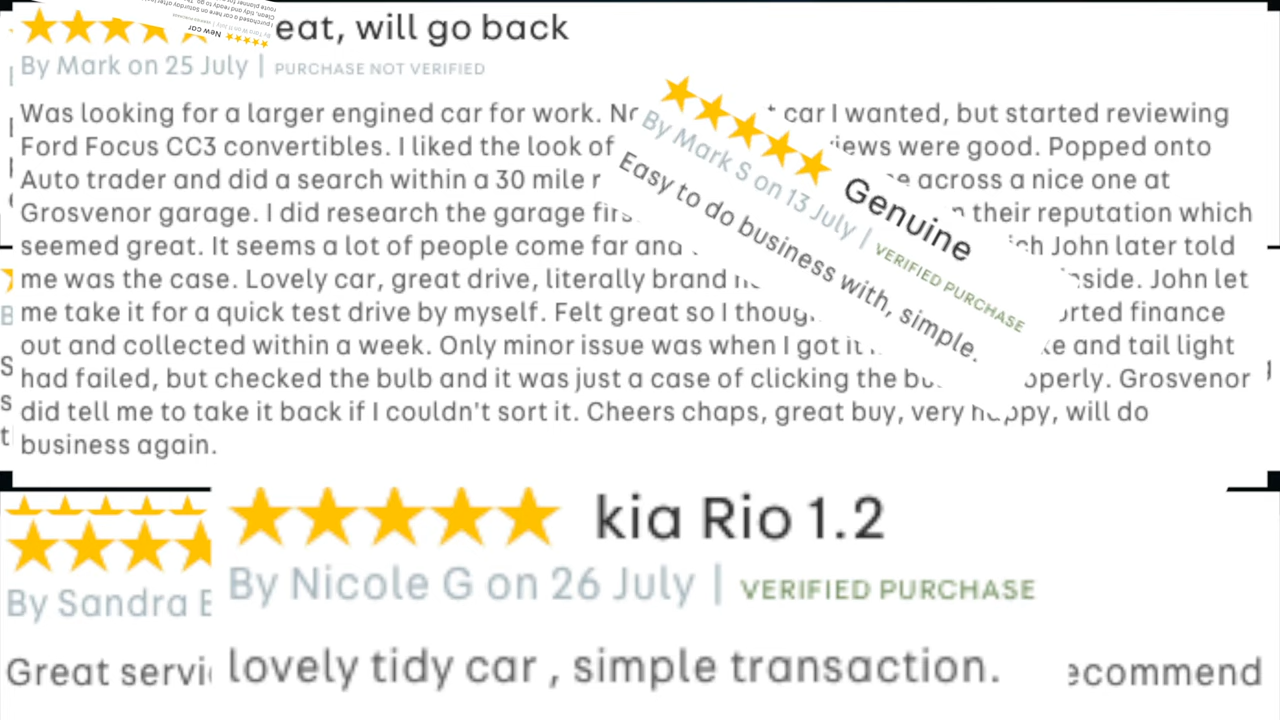 eat, will go back
By Mark on 25 July | PURCHASE NOT VERIFIED
Was looking for a larger engined car for work. car I wanted, but started reviewing
Ford Focus CC3 convertibles. I liked the look of were good. Popped onto
Auto trader and did a search within a 30 mile across a nice one at
Grosvenor garage. I did research the garage their reputation which
seemed great. It seems a lot of people come far and John later told
me was the case. Lovely car, great drive, literally brand John let
me take it for a quick test drive by myself. Felt great so I finance
out and collected within a week. Only minor issue was when I got it and tail light
had failed, but checked the bulb and it was just a case of clicking the Grosvenor
did tell me to take it back if I couldn't sort it. Cheers chaps, great buy, very happy, will do
business again.
New car
Genuine
By Mark S on 13 July | VERIFIED PURCHASE
Easy to do business with, simple.
kia Rio 1.2
By Nicole G on 26 July | VERIFIED PURCHASE
lovely tidy car , simple transaction.
By Sandra
Great ecommend